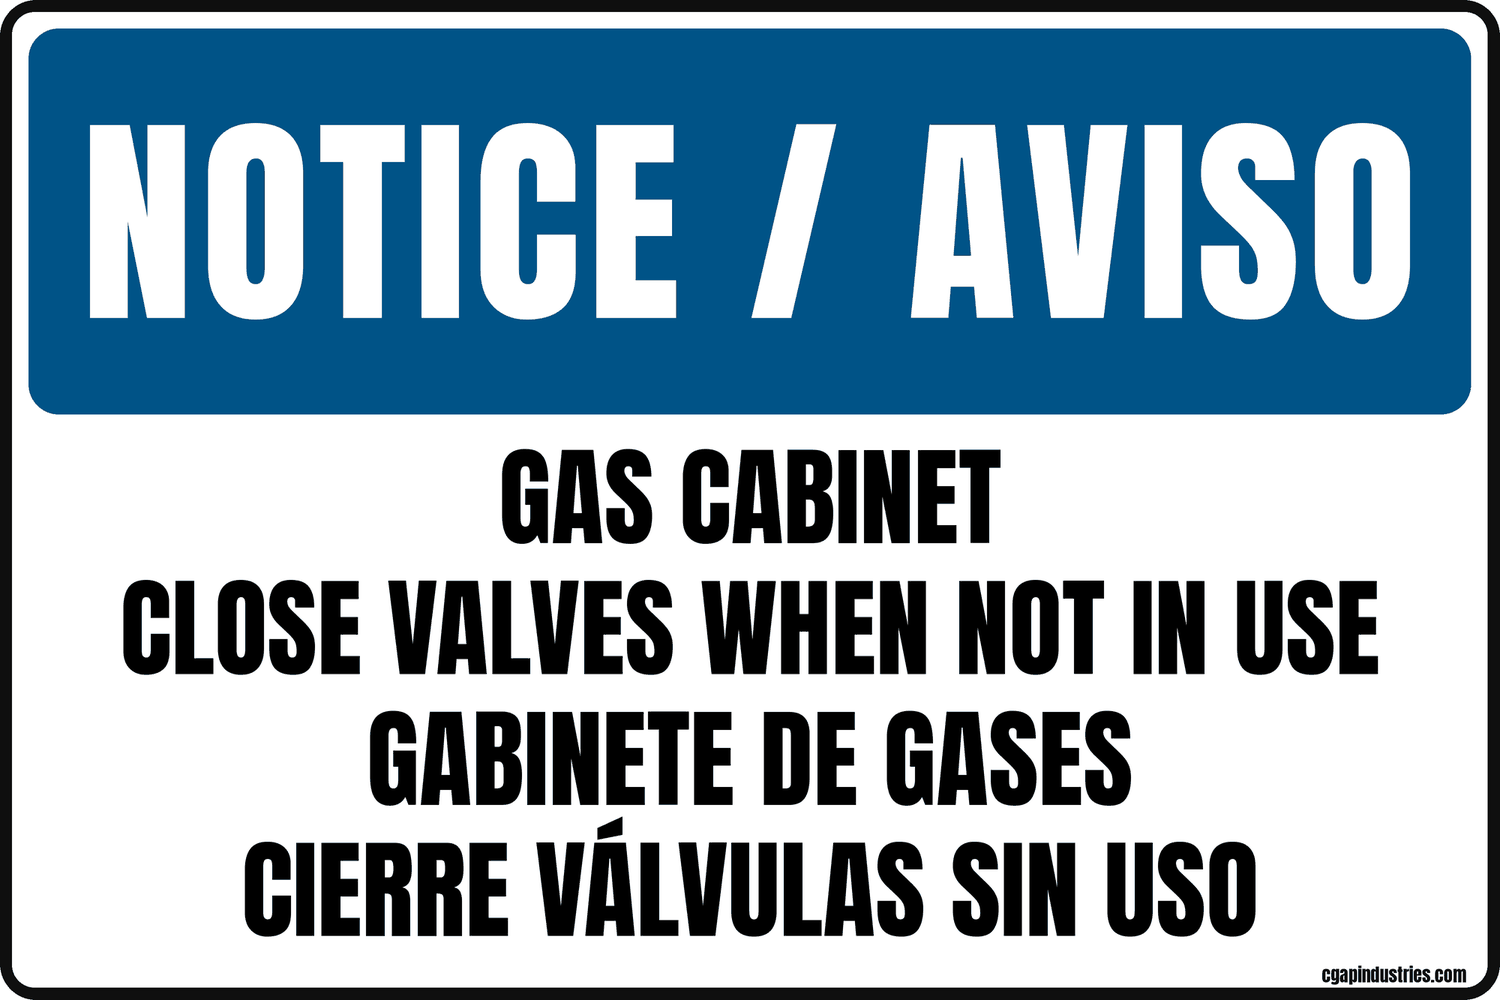 NOTICE / AVISO
GAS CABINET
CLOSE VALVES WHEN NOT IN USE
GABINETE DE GASES
CIERRE VÁLVULAS SIN USO
cgapindustries.com